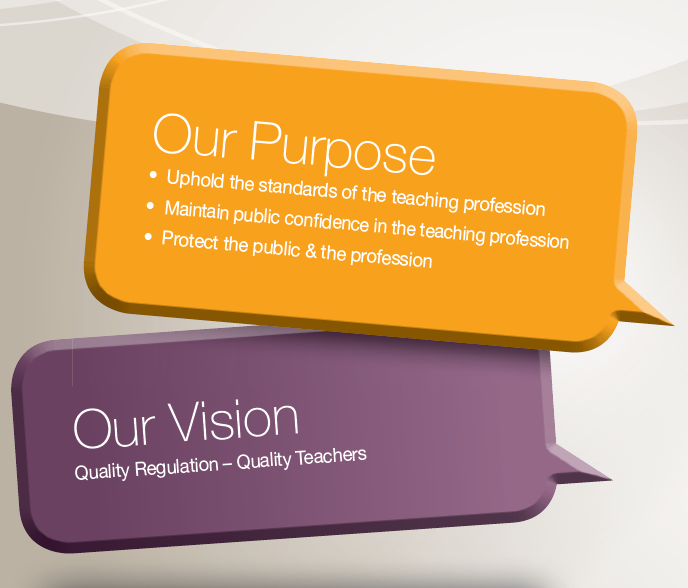 Our Purpose
• Uphold the standards of the teaching profession
• Maintain public confidence in the teaching profession
• Protect the public & the profession
Our Vision
Quality Regulation – Quality Teachers